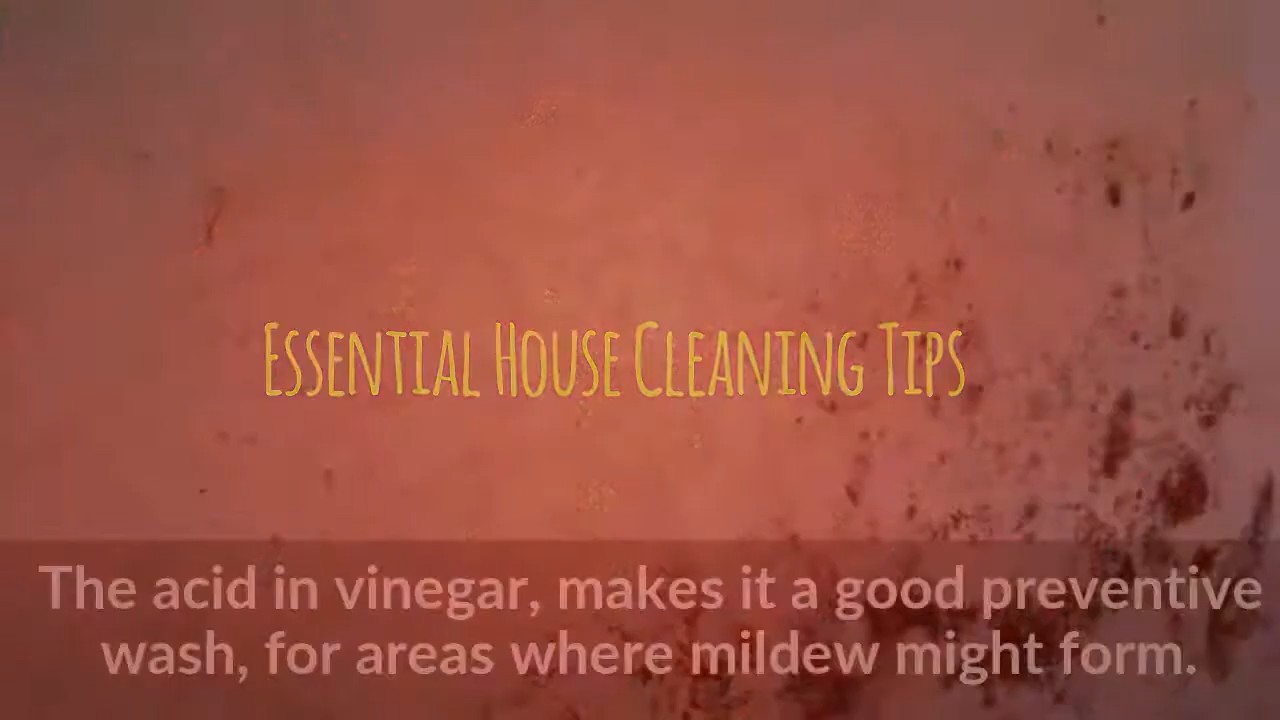 Essential House Cleaning Tips
The acid in vinegar, makes it a good preventive
wash, for areas where mildew might form.